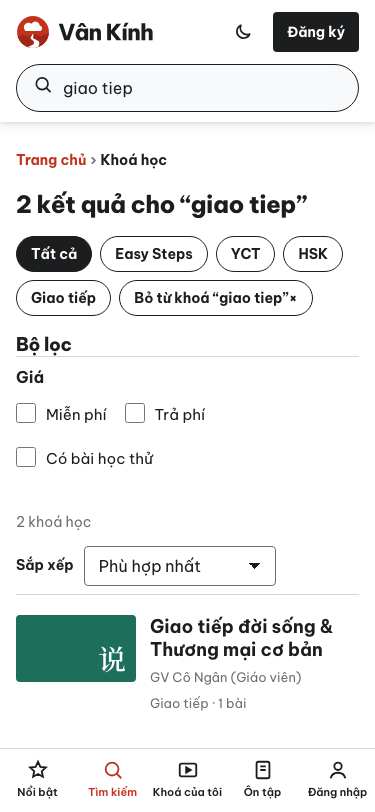 Vân Kính
Đăng ký
giao tiep
Trang chủ › Khoá học
2 kết quả cho “giao tiep”
Tất cả
Easy Steps
YCT
HSK
Giao tiếp
Bỏ từ khoá “giao tiep”×
Bộ lọc
Giá
Miễn phí
Trả phí
Có bài học thử
2 khoá học
Sắp xếp
Phù hợp nhất
说
Giao tiếp đời sống &
Thương mại cơ bản
GV Cô Ngân (Giáo viên)
Giao tiếp · 1 bài
Nổi bật
Tìm kiếm
Khoá của tôi
Ôn tập
Đăng nhập